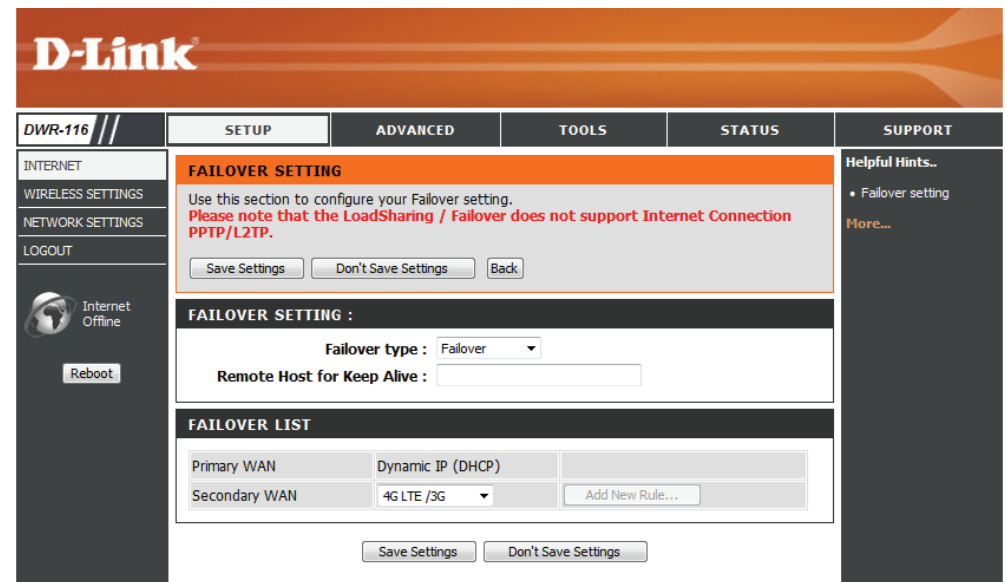 D-Link®
DWR-116
SETUP
ADVANCED
TOOLS
STATUS
SUPPORT
INTERNET
WIRELESS SETTINGS
NETWORK SETTINGS
LOGOUT
Internet
Offline
Reboot
FAILOVER SETTING
Use this section to configure your Failover setting.
Please note that the LoadSharing / Failover does not support Internet Connection
PPTP/L2TP.
Save Settings
Don't Save Settings
Back
FAILOVER SETTING :
Failover type : Failover
Remote Host for Keep Alive :
FAILOVER LIST
Primary WAN Dynamic IP (DHCP)
Secondary WAN 4G LTE /3G Add New Rule...
Save Settings
Don't Save Settings
Helpful Hints..
• Failover setting
More...